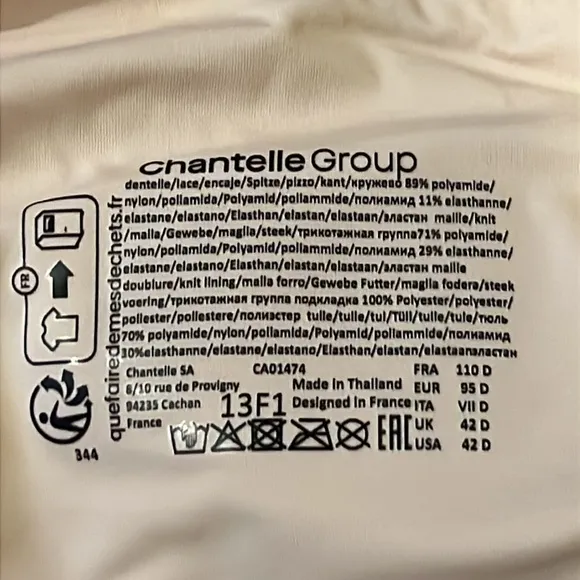 chantelle Group
dentelle/lace/encaje/Spitze/pizzo/kant/кружево 89% polyamide/
nylon/poliamida/Polyamid/poliammide/полиамид 11% elasthanne/
elastane/elastano/Elasthan/elastan/elastaan/эластан maille/knit
/malla/Gewebe/maglia/steek/трикотажная группа71% polyamide/
nylon/poliamida/Polyamid/poliammide/полиамид 29% elasthanne/
elastane/elastano/Elasthan/elastan/elastaan/эластан maille
doublure/knit lining/malla forro/Gewebe Futter/maglia fodera/steek
voering/трикотажная группа подкладка 100% Polyester/polyester/
poliester/poliestere/полиэстер tulle/tulle/tul/Tüll/tulle/tule/тюль
70% polyamide/nylon/poliamida/Polyamid/poliammide/полиамид
30%elasthanne/elastane/elastano/Elasthan/elastan/elastaanэластан
Chantelle SA CA01474 FRA 110 D
8/10 rue de Provigny Made in Thailand EUR 95 D
94235 Cachan 13F1 Designed in France ITA VII D
France EAC UK 42 D
USA 42 D
quefairedemesdechets.fr
FR
344